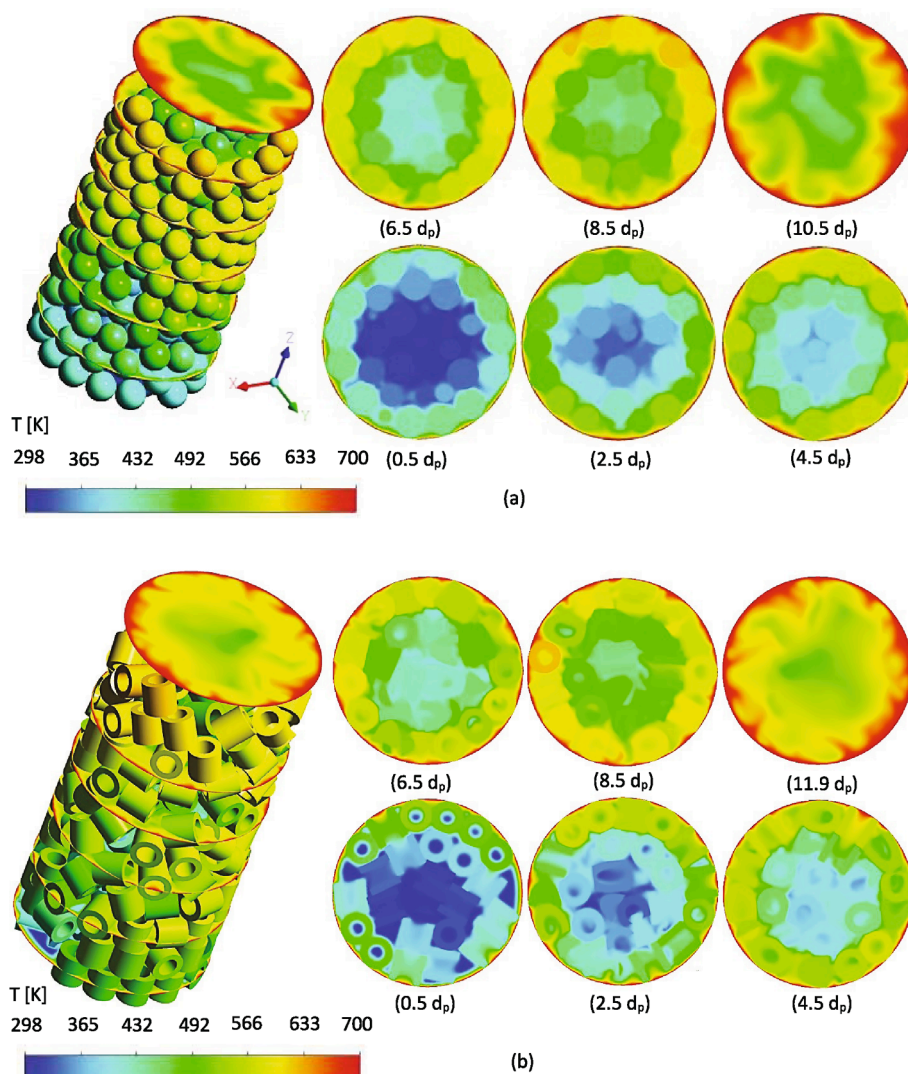 (6.5 dp) (8.5 dp) (10.5 dp)
Z
X
Y
T [K]
298 365 432 492 566 633 700
(0.5 dp) (2.5 dp) (4.5 dp)
(a)
(6.5 dp) (8.5 dp) (11.9 dp)
T [K]
298 365 432 492 566 633 700
(0.5 dp) (2.5 dp) (4.5 dp)
(b)